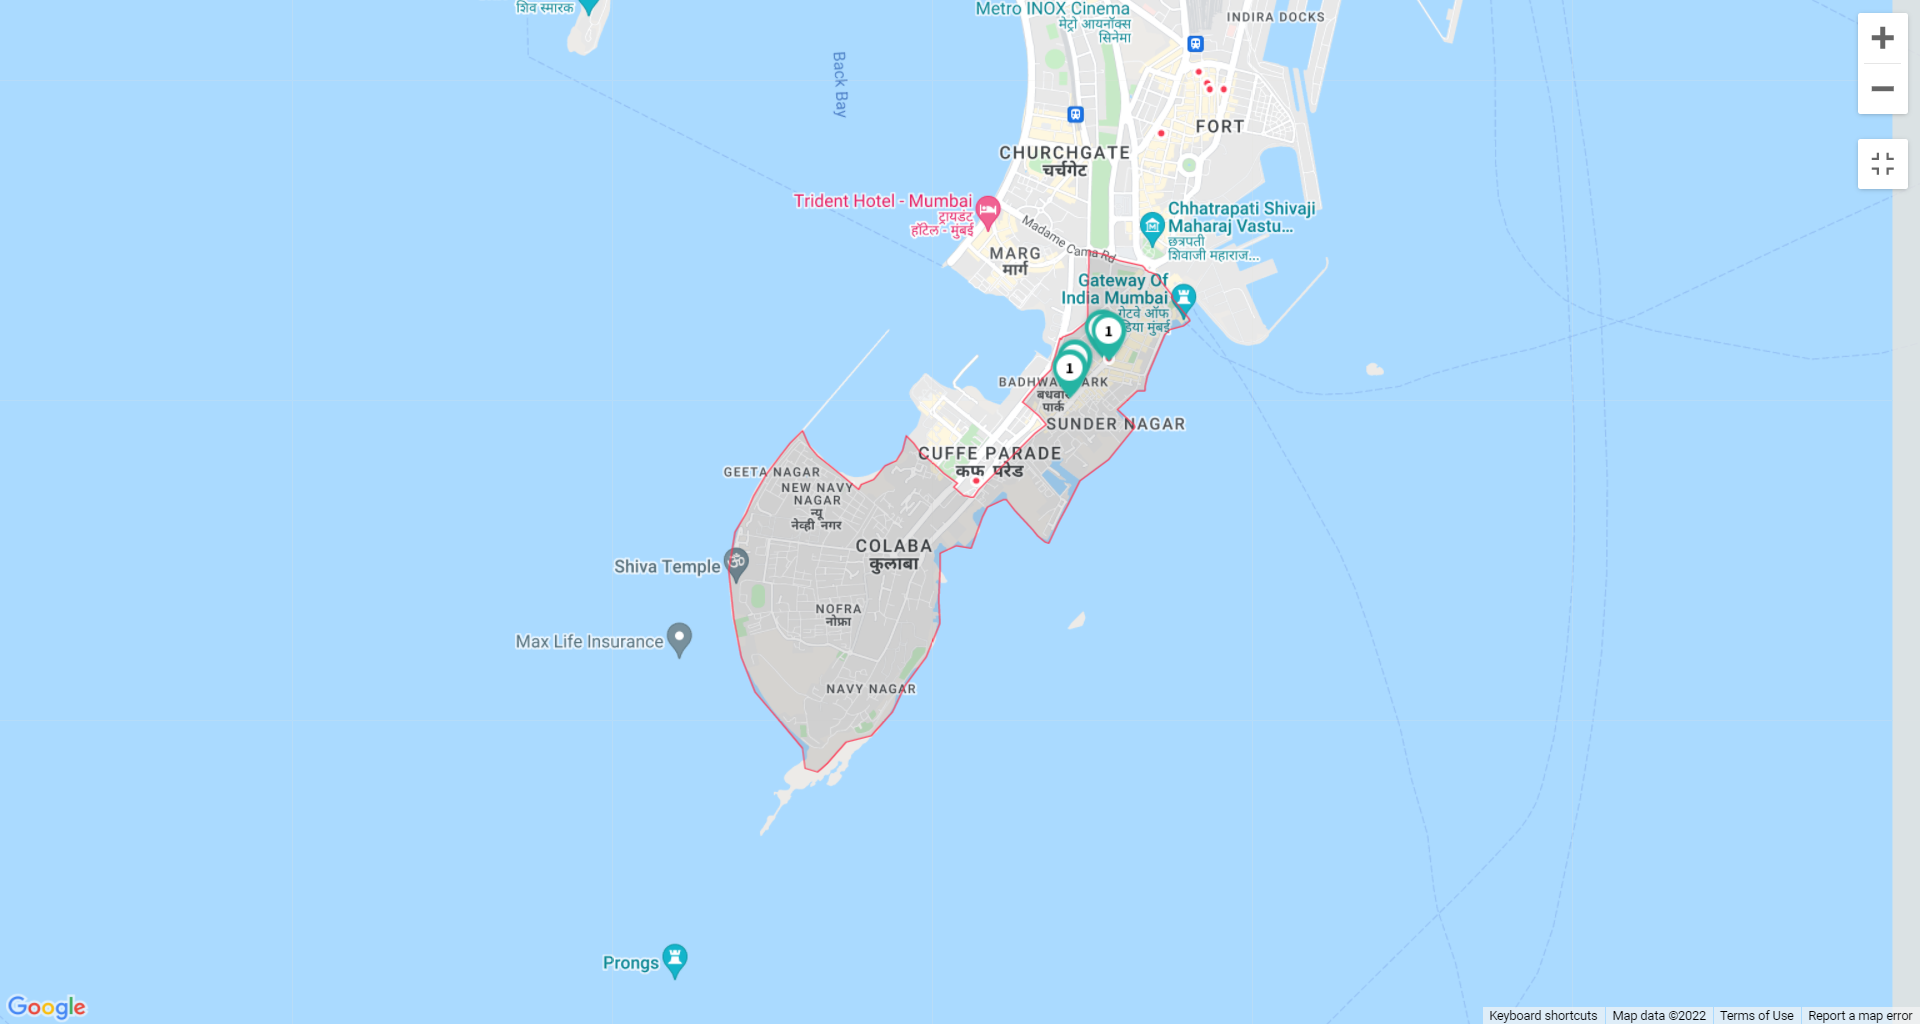 शिव स्मारक
Metro INOX Cinema
मेट्रो आयनॉक्स
सिनेमा
INDIRA DOCKS
Back Bay
FORT
CHURCHGATE
चर्चगेट
Trident Hotel - Mumbai
ट्रायडंट
हॉटेल - मुंबई
Madame Cama Rd
Chhatrapati Shivaji
Maharaj Vastu...
छत्रपती
शिवाजी महाराज...
MARG
मार्ग
Gateway Of
India Mumbai
गेटवे ऑफ
डिया मुंबई
1
1
BADHWA ARK
बधवार
पार्क
SUNDER NAGAR
CUFFE PARADE
कफ परेड
GEETA NAGAR
NEW NAVY
NAGAR
न्यू
नेव्ही नगर
COLABA
कुलाबा
Shiva Temple
NOFRA
नोफ्रा
Max Life Insurance
NAVY NAGAR
Prongs
Google
Keyboard shortcuts
Map data ©2022
Terms of Use
Report a map error